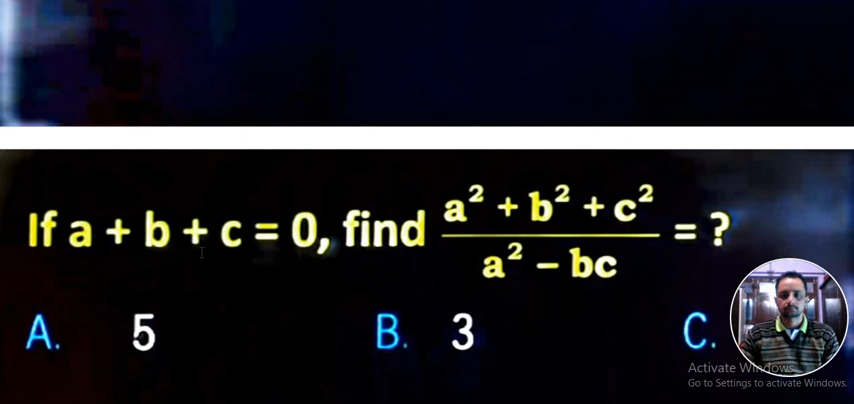 If a + b + c = 0, find (a² + b² + c²)/(a² − bc) = ?
A. 5 B. 3 C.
Activate Windows
Go to Settings to activate Windows.